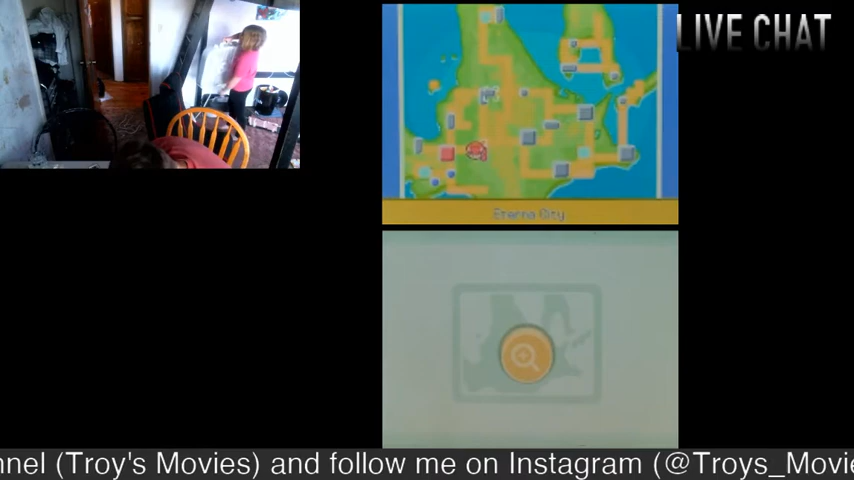 LIVE CHAT
Eterna City
nnel (Troy's Movies) and follow me on Instagram (@Troys_Movie